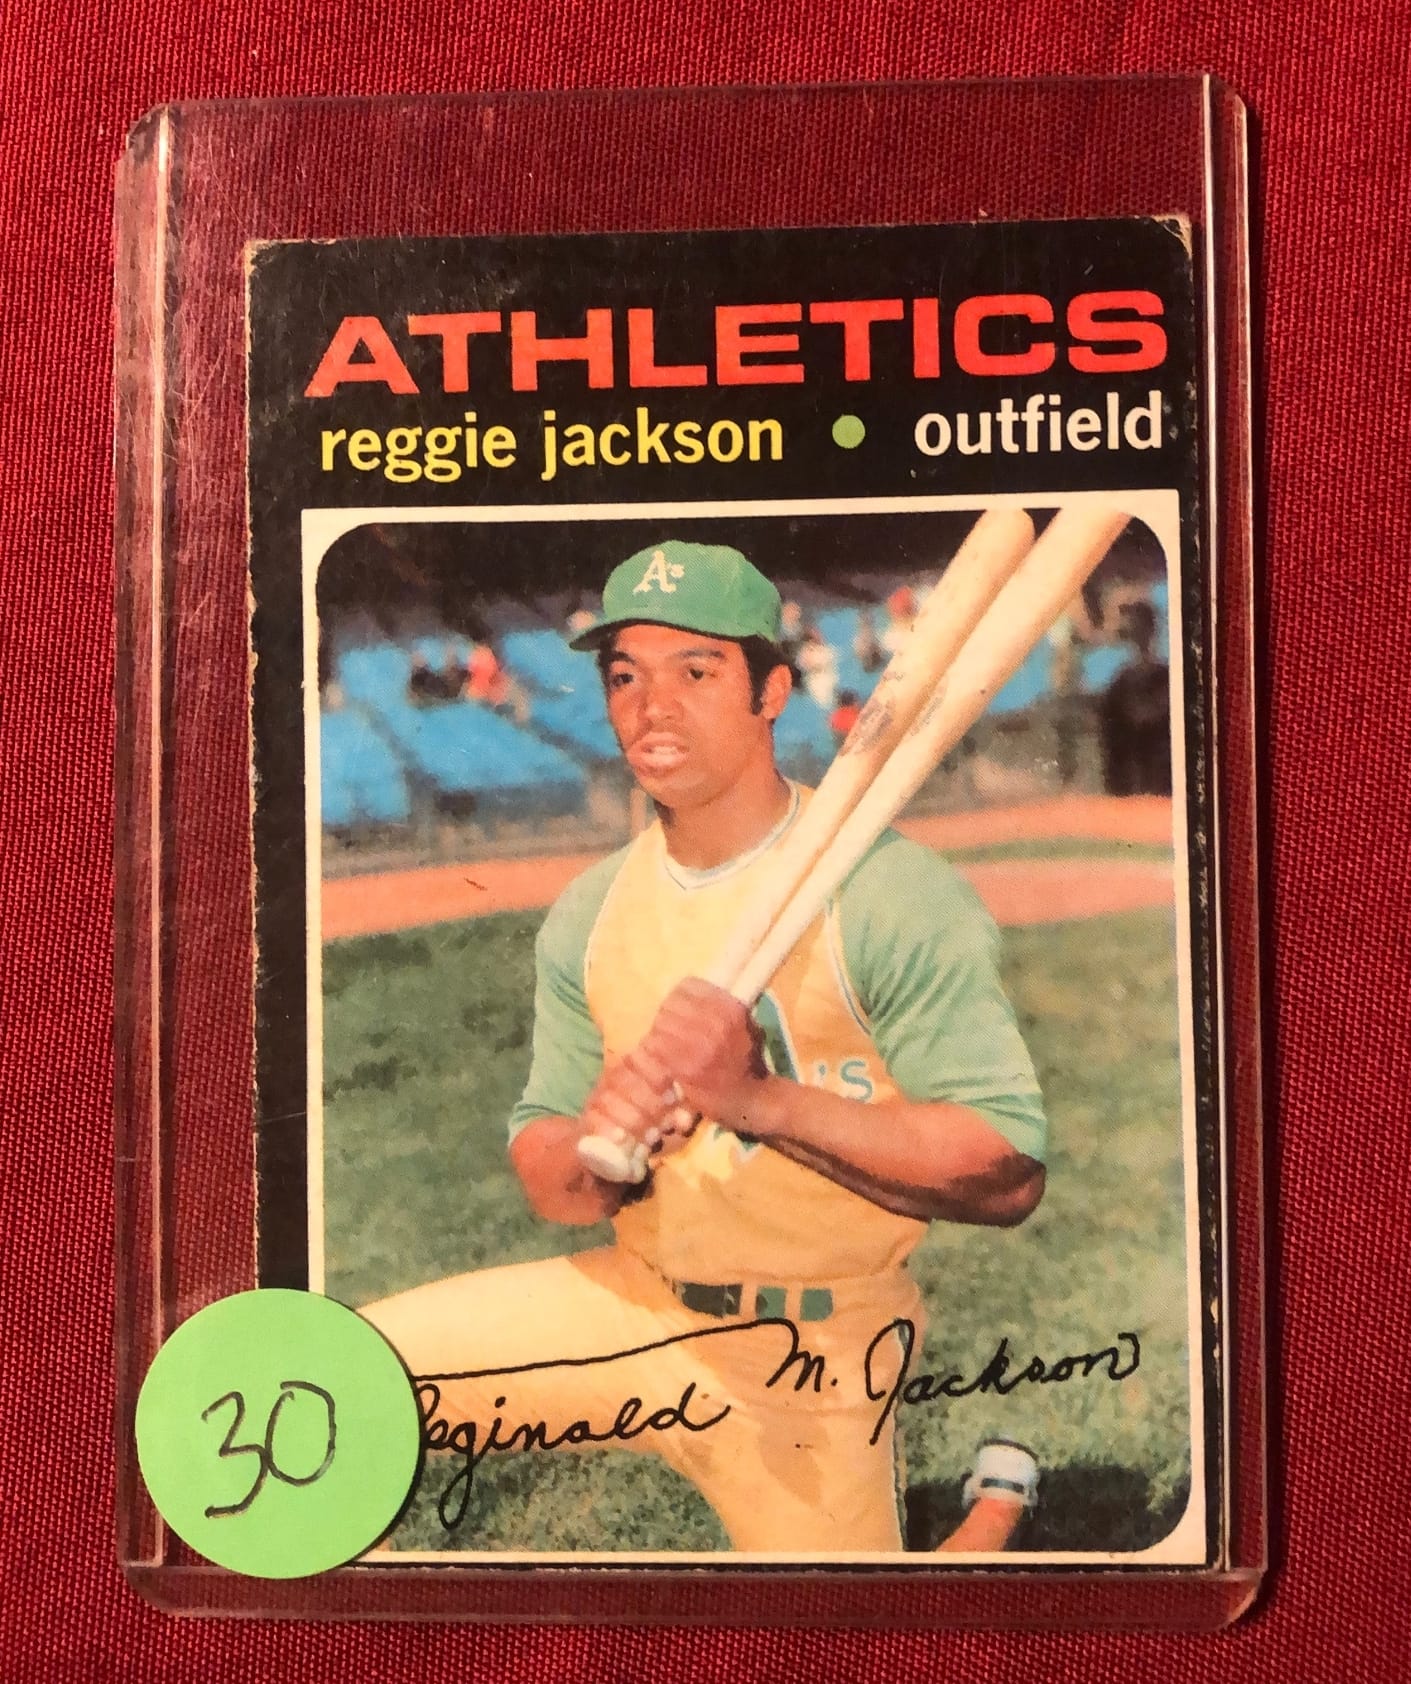 ATHLETICS
reggie jackson • outfield
A's
'S
Reginald M. Jackson
30